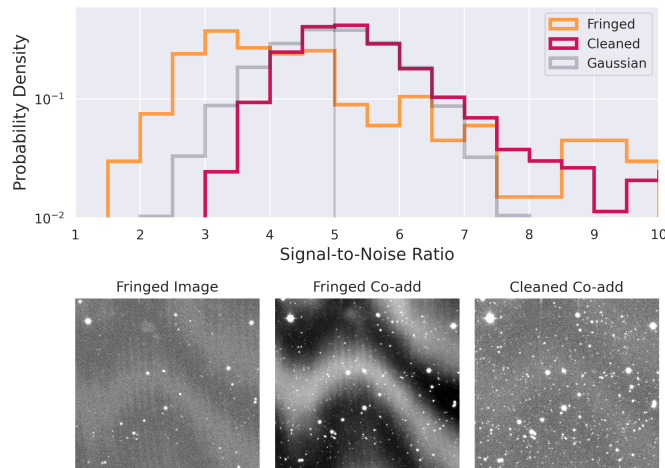 Fringed
Cleaned
Gaussian
Probability Density
10⁻¹
10⁻²
1 2 3 4 5 6 7 8 9 10
Signal-to-Noise Ratio
Fringed Image Fringed Co-add Cleaned Co-add